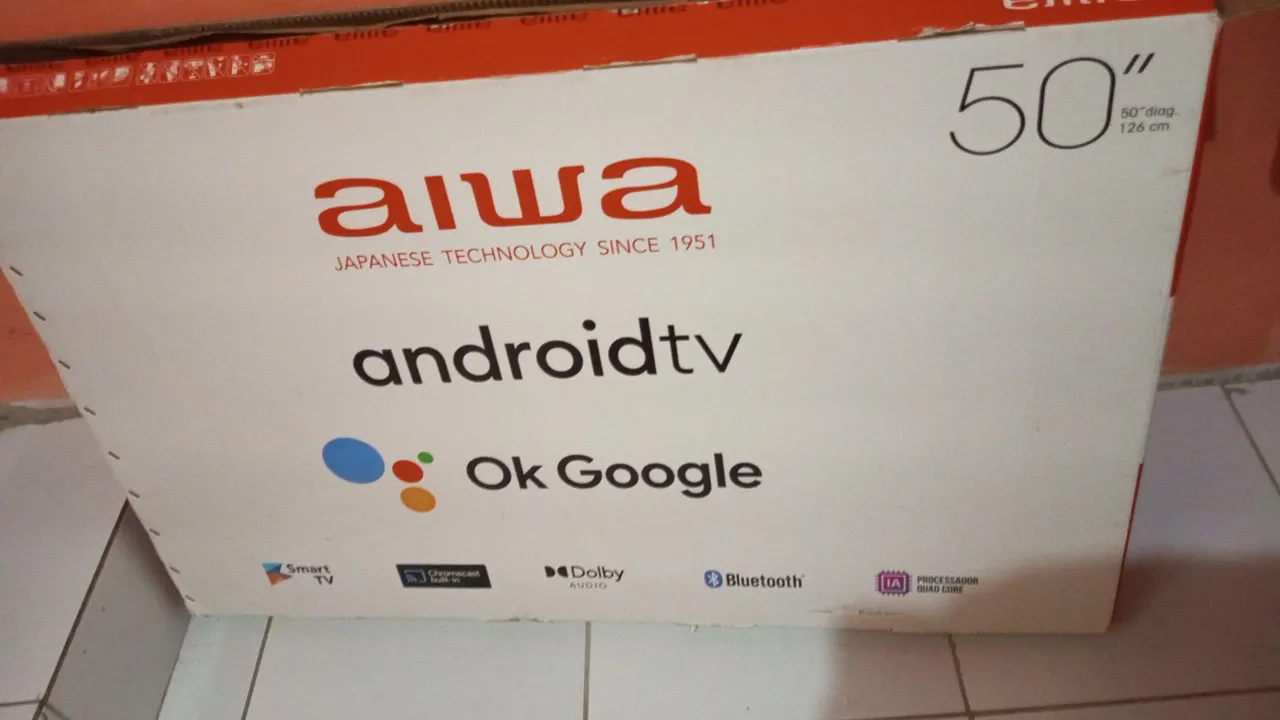 50"
50"diag.
126 cm
aiwa
JAPANESE TECHNOLOGY SINCE 1951
androidtv
Ok Google
Smart
TV
Chromecast
built-in
Dolby
AUDIO
Bluetooth
IA
PROCESSADOR
QUAD CORE